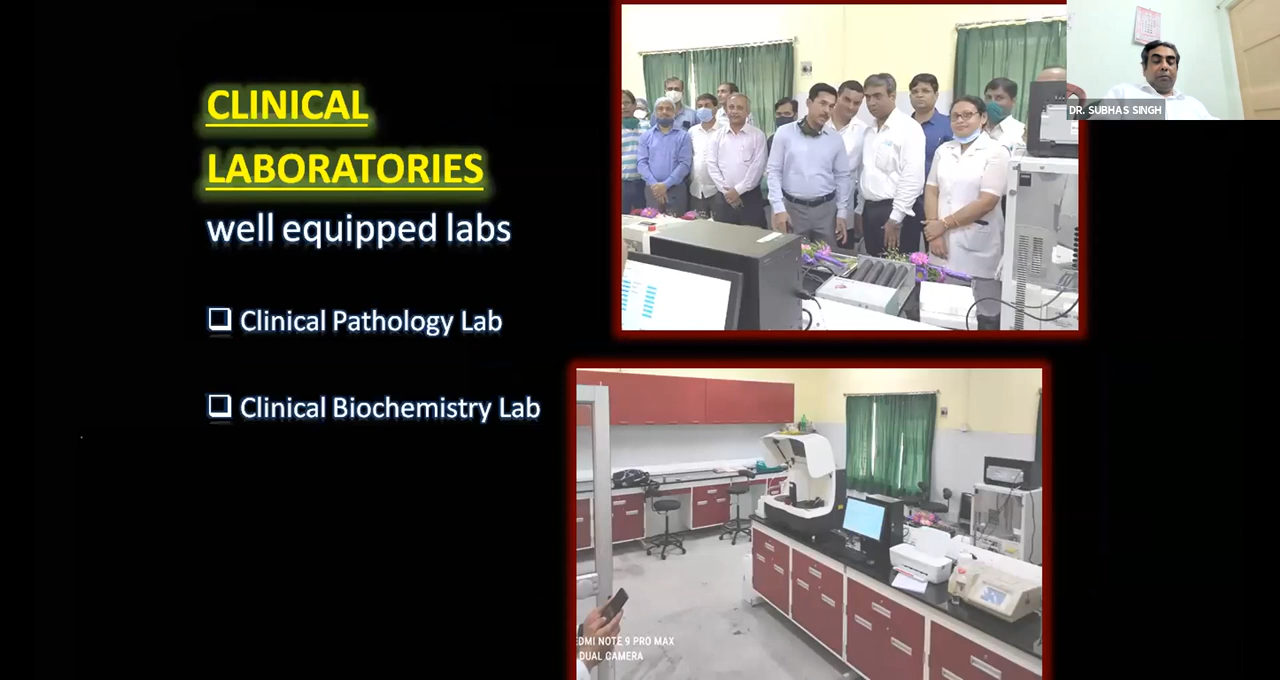 CLINICAL
LABORATORIES
well equipped labs
Clinical Pathology Lab
Clinical Biochemistry Lab
DR. SUBHAS SINGH
EDMI NOTE 9 PRO MAX
DUAL CAMERA